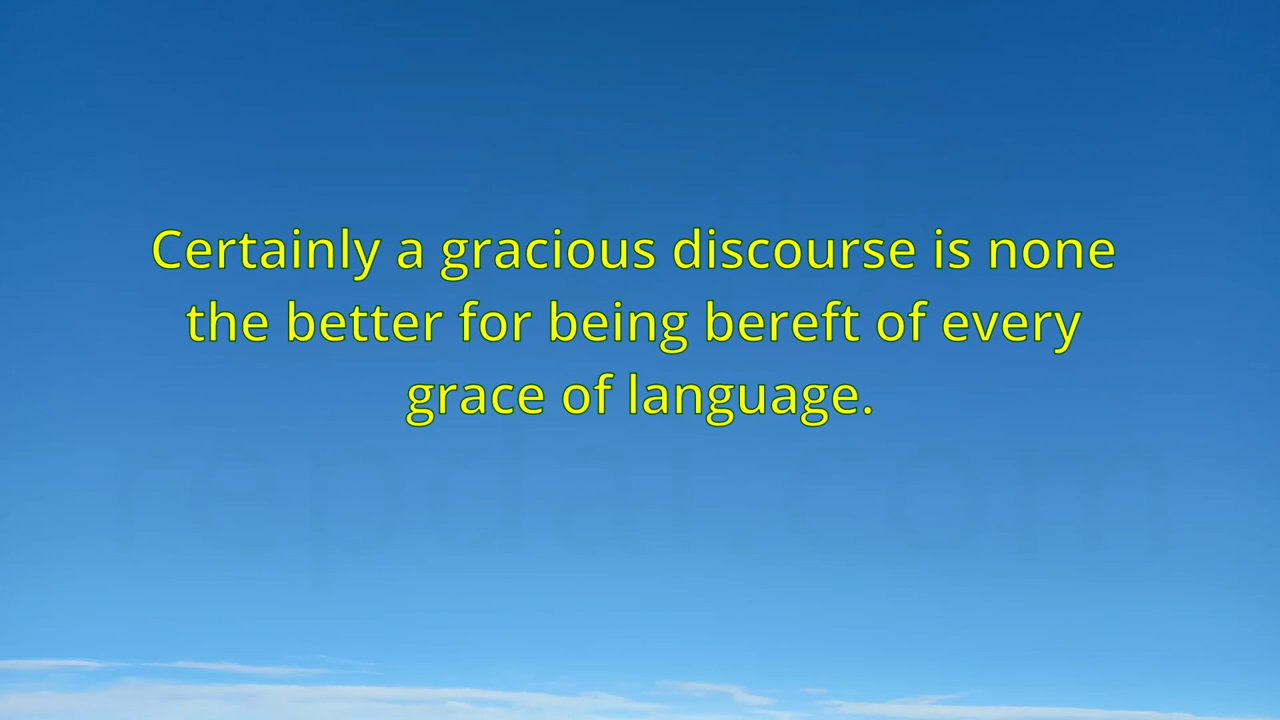 Certainly a gracious discourse is none
the better for being bereft of every
grace of language.